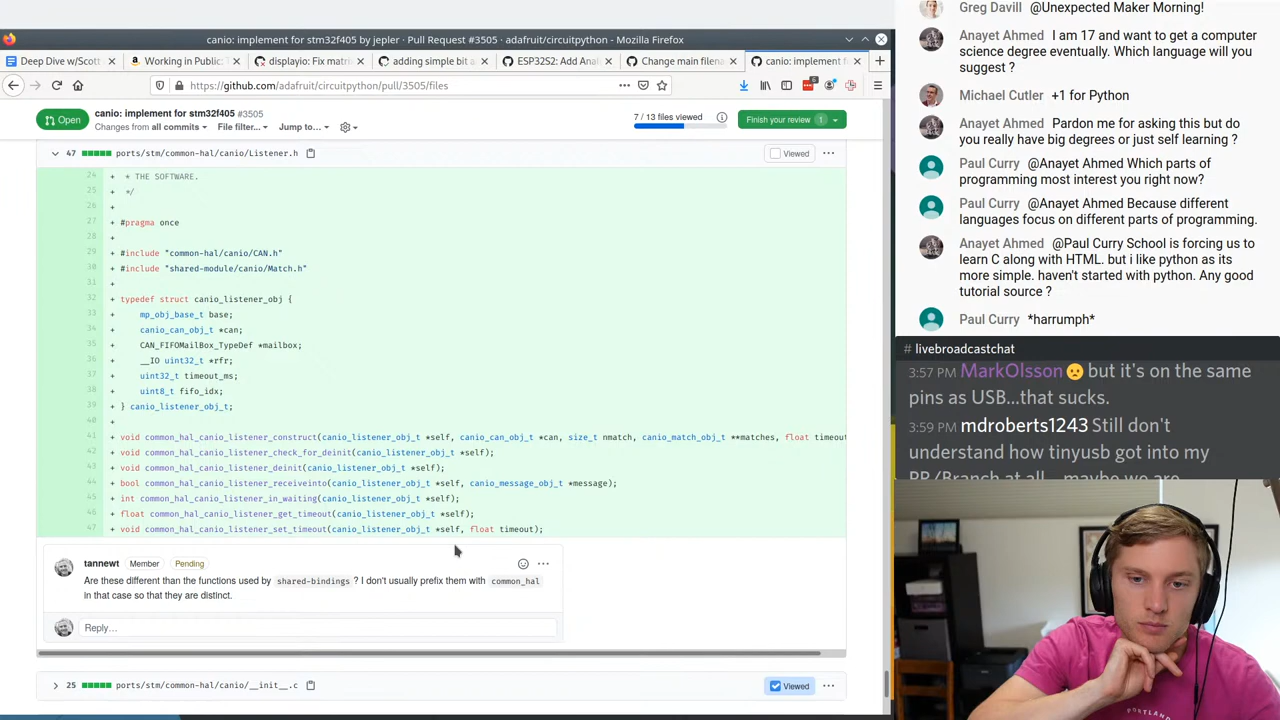 canio: implement for stm32f405 by jepler · Pull Request #3505 · adafruit/circuitpython - Mozilla Firefox
Deep Dive w/Scott
Working in Public: T
displayio: Fix matri
adding simple bit a
ESP32S2: Add Anal
Change main filena
canio: implement f
https://github.com/adafruit/circuitpython/pull/3505/files
6
Open
canio: implement for stm32f405 #3505
Changes from all commits
File filter...
Jump to...
7 / 13 files viewed
Finish your review 1
47 ports/stm/common-hal/canio/Listener.h
Viewed
24 + * THE SOFTWARE.
25 + */
26 +
27 + #pragma once
28 +
29 + #include "common-hal/canio/CAN.h"
30 + #include "shared-module/canio/Match.h"
31 +
32 + typedef struct canio_listener_obj {
33 + mp_obj_base_t base;
34 + canio_can_obj_t *can;
35 + CAN_FIFOMailBox_TypeDef *mailbox;
36 + __IO uint32_t *rfr;
37 + uint32_t timeout_ms;
38 + uint8_t fifo_idx;
39 + } canio_listener_obj_t;
40 +
41 + void common_hal_canio_listener_construct(canio_listener_obj_t *self, canio_can_obj_t *can, size_t nmatch, canio_match_obj_t **matches, float timeout
42 + void common_hal_canio_listener_check_for_deinit(canio_listener_obj_t *self);
43 + void common_hal_canio_listener_deinit(canio_listener_obj_t *self);
44 + bool common_hal_canio_listener_receiveinto(canio_listener_obj_t *self, canio_message_obj_t *message);
45 + int common_hal_canio_listener_in_waiting(canio_listener_obj_t *self);
46 + float common_hal_canio_listener_get_timeout(canio_listener_obj_t *self);
47 + void common_hal_canio_listener_set_timeout(canio_listener_obj_t *self, float timeout);
tannewt Member Pending
Are these different than the functions used by shared-bindings ? I don't usually prefix them with common_hal
in that case so that they are distinct.
Reply...
25 ports/stm/common-hal/canio/__init__.c
Viewed
Greg Davill @Unexpected Maker Morning!
Anayet Ahmed I am 17 and want to get a computer
science degree eventually. Which language will you
suggest ?
Michael Cutler +1 for Python
Anayet Ahmed Pardon me for asking this but do
you really have big degrees or just self learning ?
Paul Curry @Anayet Ahmed Which parts of
programming most interest you right now?
Paul Curry @Anayet Ahmed Because different
languages focus on different parts of programming.
Anayet Ahmed @Paul Curry School is forcing us to
learn C along with HTML. but i like python as its
more simple. haven't started with python. Any good
tutorial source ?
Paul Curry *harrumph*
# livebroadcastchat
3:57 PM MarkOlsson 😟 but it's on the same
pins as USB...that sucks.
3:59 PM mdroberts1243 Still don't
understand how tinyusb got into my
PR/Branch at all... maybe we are